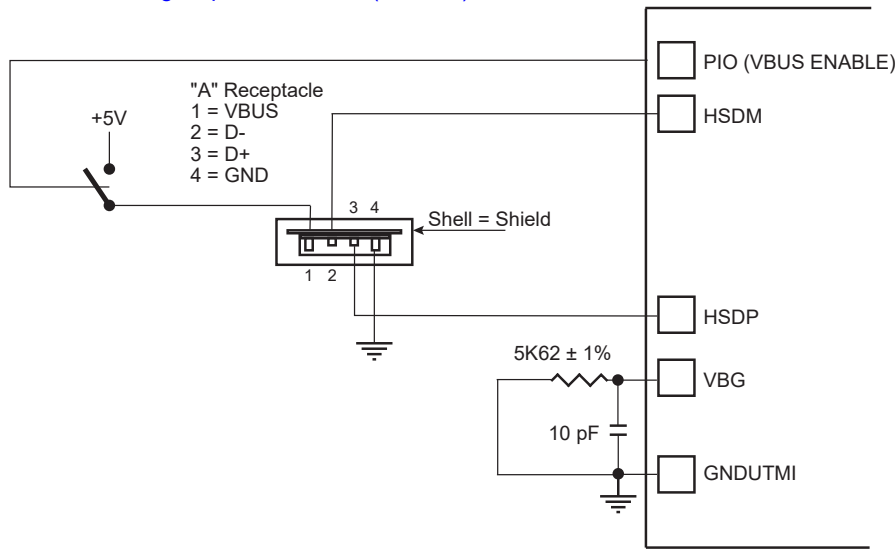 PIO (VBUS ENABLE)
"A" Receptacle
1 = VBUS
2 = D-
3 = D+
4 = GND
+5V
HSDM
3 4
Shell = Shield
1 2
HSDP
5K62 ± 1%
VBG
10 pF
GNDUTMI